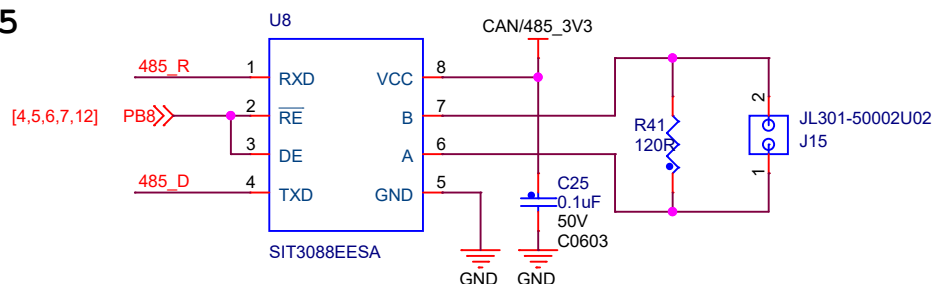 5
U8
CAN/485_3V3
485_R
1
RXD
VCC
8
[4,5,6,7,12]
PB8
2
RE
B
7
2
JL301-50002U02
J15
R41
120R
3
DE
A
6
1
485_D
4
TXD
GND
5
C25
0.1uF
50V
C0603
SIT3088EESA
GND
GND